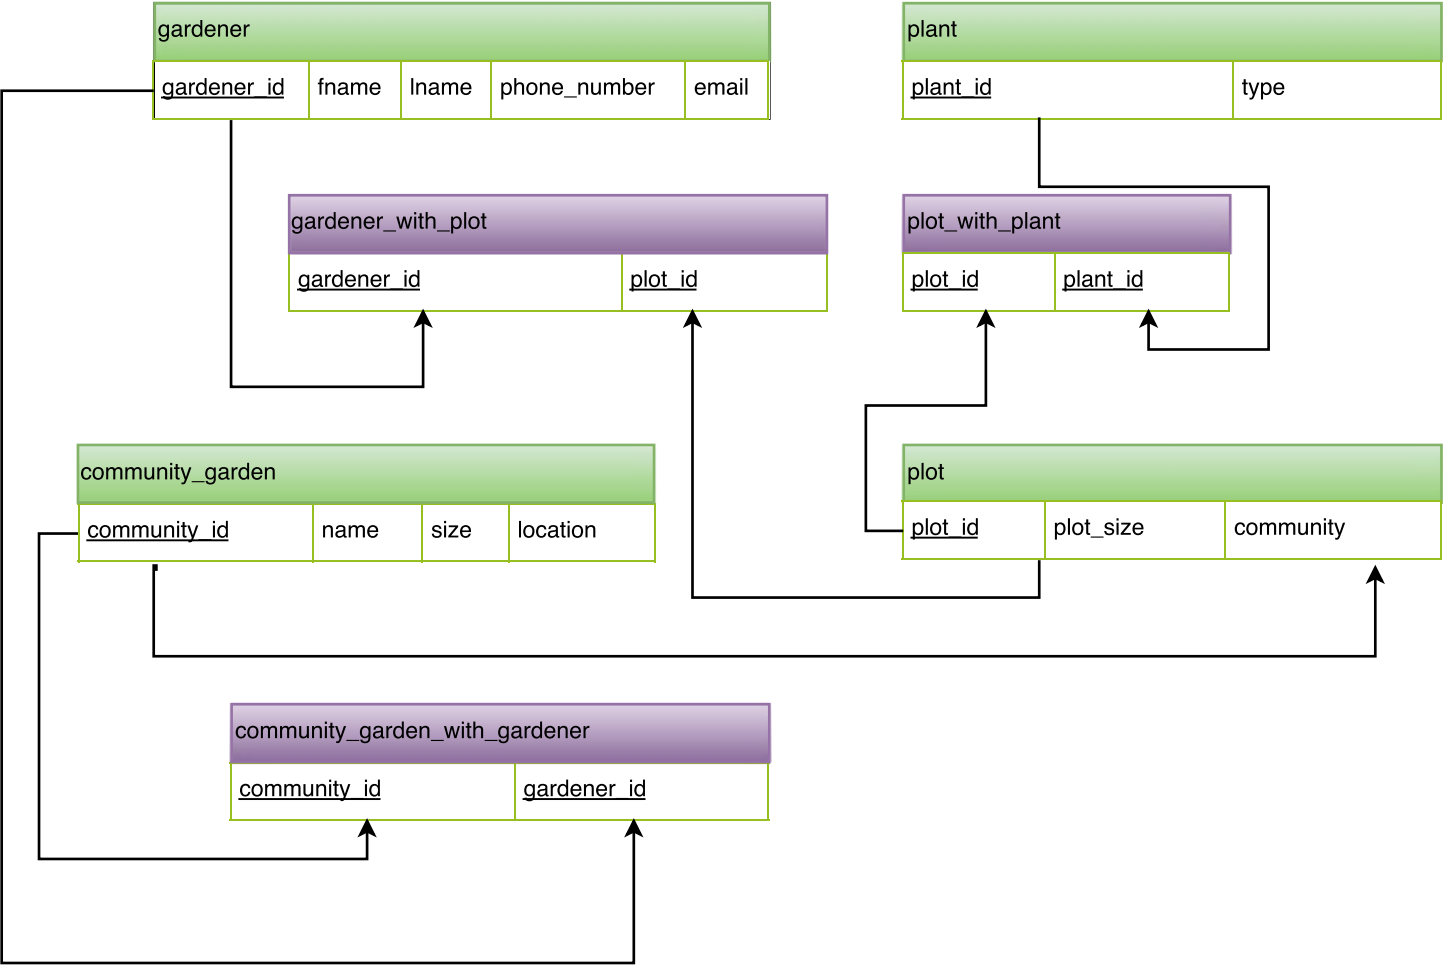 gardener
gardener_id fname lname phone_number email
plant
plant_id type
gardener_with_plot
gardener_id plot_id
plot_with_plant
plot_id plant_id
community_garden
community_id name size location
plot
plot_id plot_size community
community_garden_with_gardener
community_id gardener_id